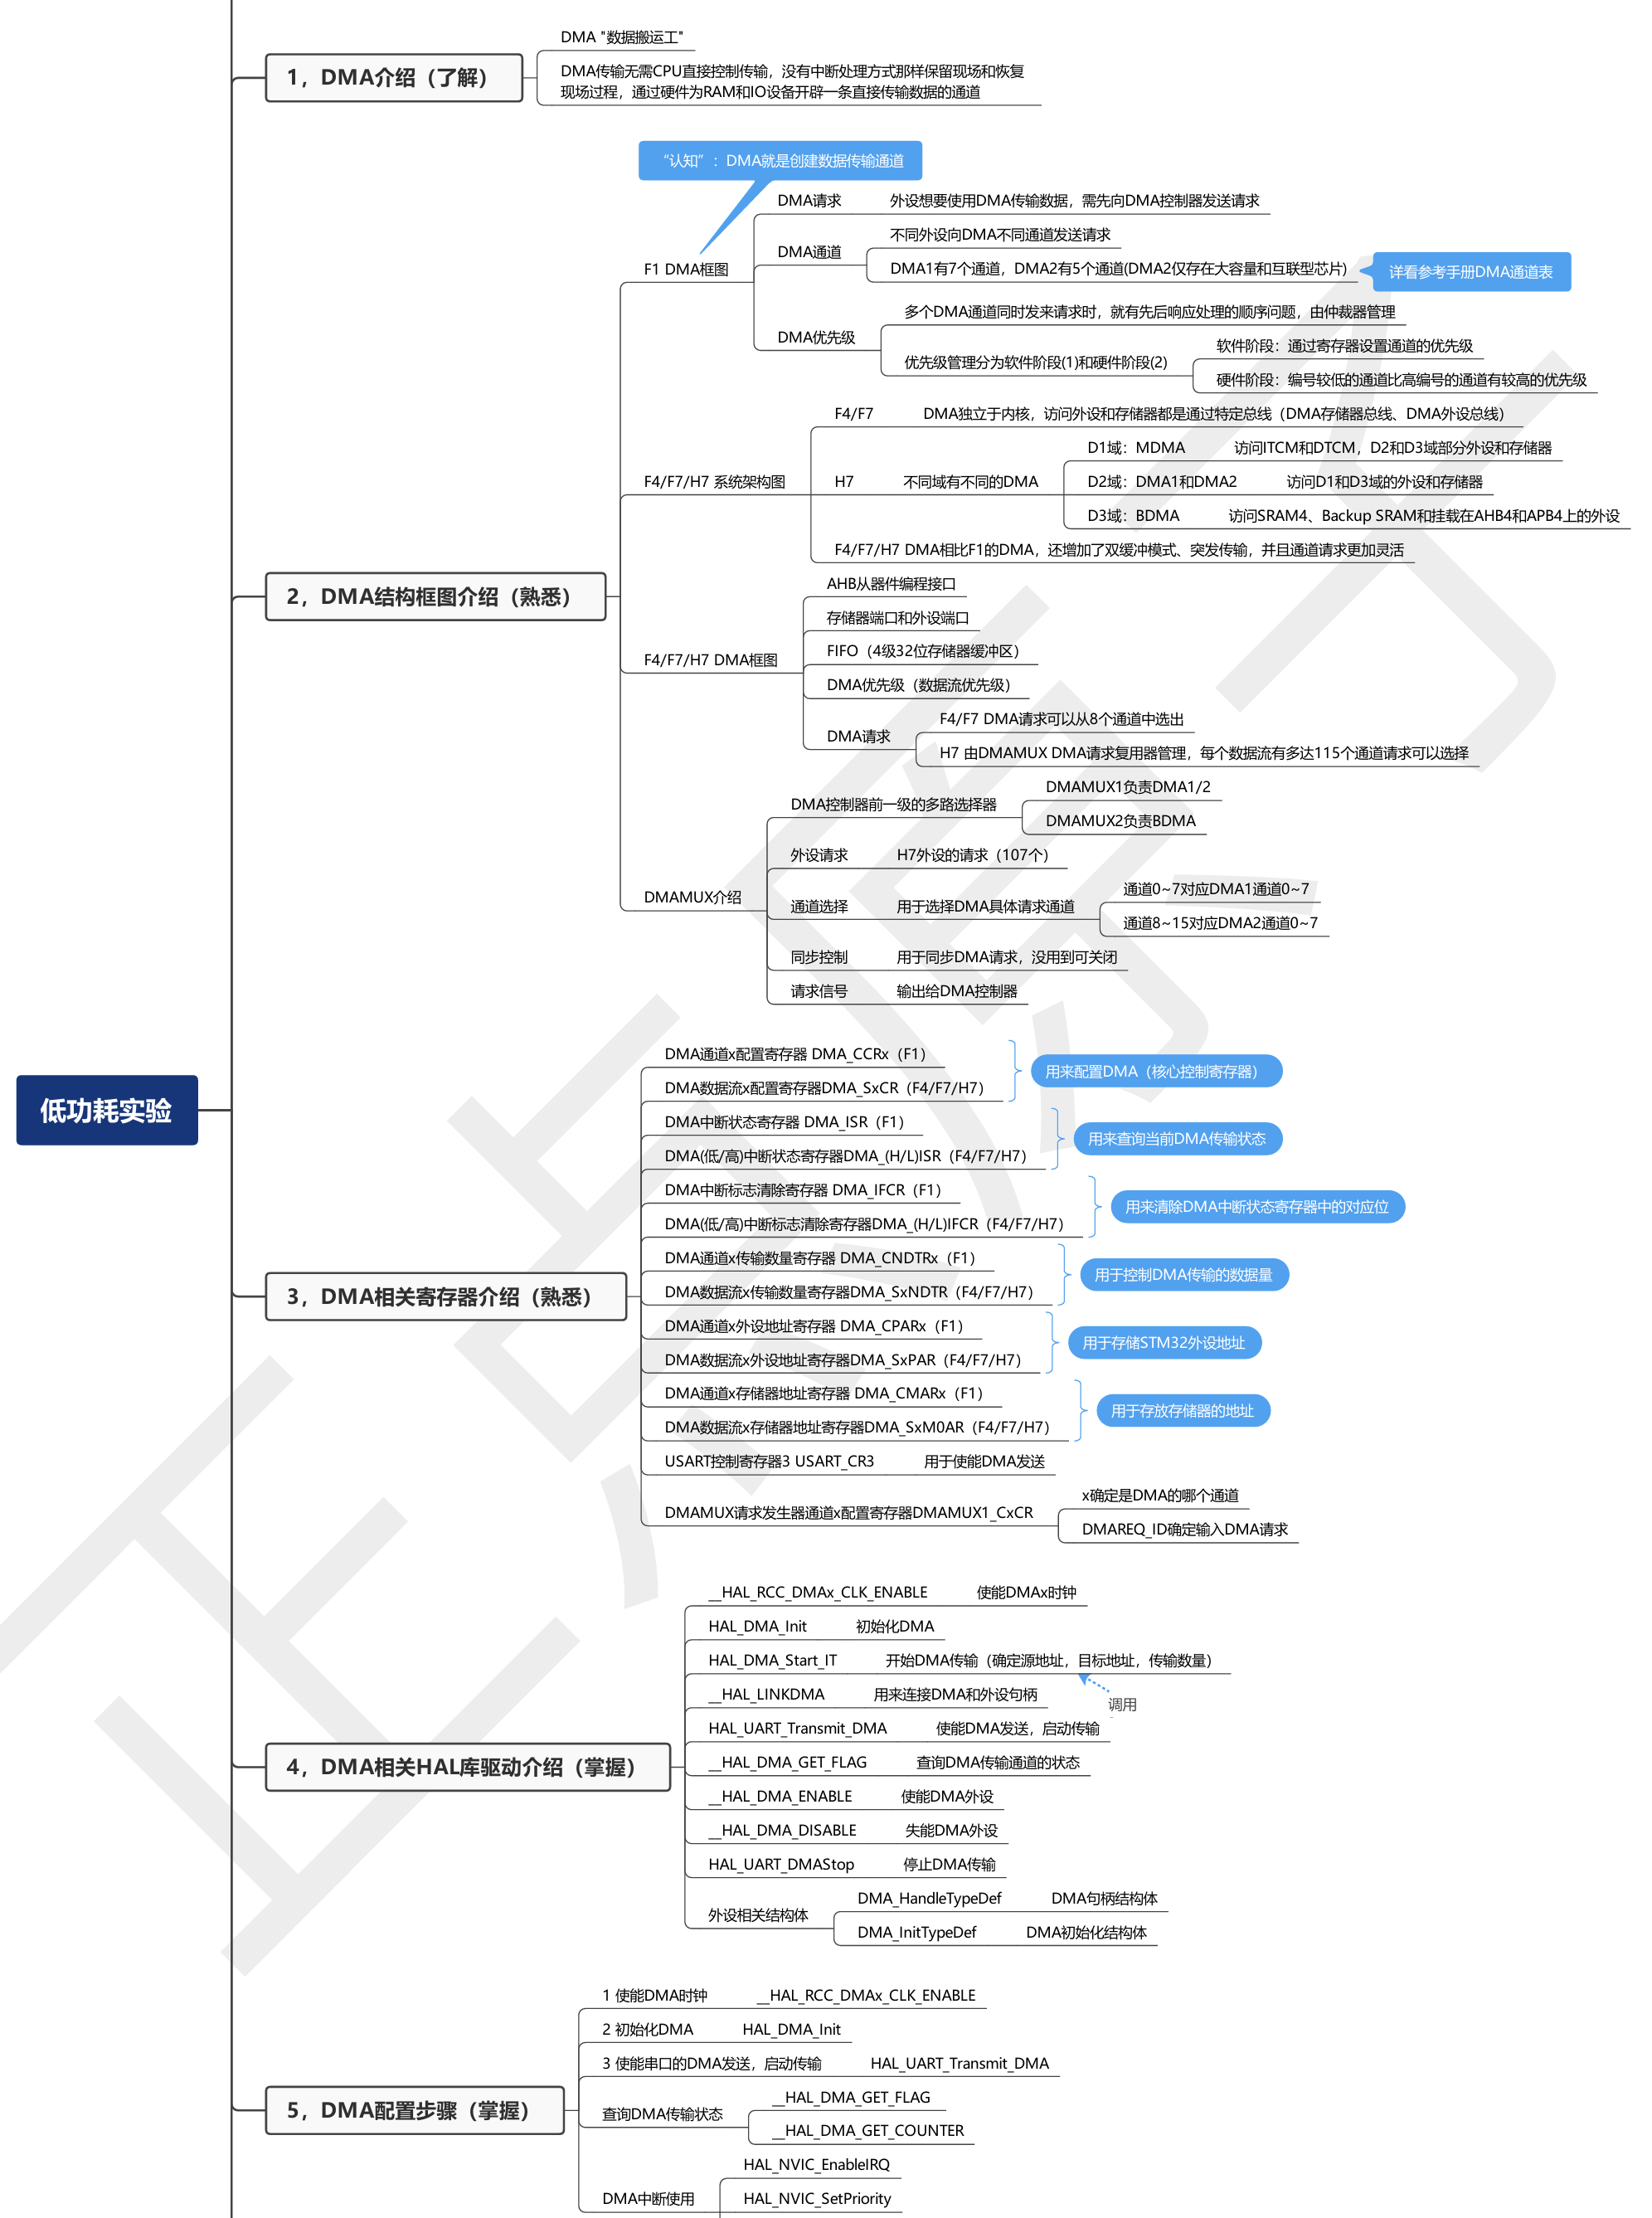 低功耗实验
1，DMA介绍（了解）
DMA "数据搬运工"
DMA传输无需CPU直接控制传输，没有中断处理方式那样保留现场和恢复
现场过程，通过硬件为RAM和IO设备开辟一条直接传输数据的通道
2，DMA结构框图介绍（熟悉）
“认知”：DMA就是创建数据传输通道
F1 DMA框图
DMA请求
外设想要使用DMA传输数据，需先向DMA控制器发送请求
DMA通道
不同外设向DMA不同通道发送请求
DMA1有7个通道，DMA2有5个通道(DMA2仅存在大容量和互联型芯片)
详看参考手册DMA通道表
DMA优先级
多个DMA通道同时发来请求时，就有先后响应处理的顺序问题，由仲裁器管理
优先级管理分为软件阶段(1)和硬件阶段(2)
软件阶段：通过寄存器设置通道的优先级
硬件阶段：编号较低的通道比高编号的通道有较高的优先级
F4/F7/H7 系统架构图
F4/F7
DMA独立于内核，访问外设和存储器都是通过特定总线（DMA存储器总线、DMA外设总线）
H7
不同域有不同的DMA
D1域：MDMA
访问ITCM和DTCM，D2和D3域部分外设和存储器
D2域：DMA1和DMA2
访问D1和D3域的外设和存储器
D3域：BDMA
访问SRAM4、Backup SRAM和挂载在AHB4和APB4上的外设
F4/F7/H7 DMA相比F1的DMA，还增加了双缓冲模式、突发传输，并且通道请求更加灵活
F4/F7/H7 DMA框图
AHB从器件编程接口
存储器端口和外设端口
FIFO（4级32位存储器缓冲区）
DMA优先级（数据流优先级）
DMA请求
F4/F7 DMA请求可以从8个通道中选出
H7 由DMAMUX DMA请求复用器管理，每个数据流有多达115个通道请求可以选择
DMAMUX介绍
DMA控制器前一级的多路选择器
DMAMUX1负责DMA1/2
DMAMUX2负责BDMA
外设请求
H7外设的请求（107个）
通道选择
用于选择DMA具体请求通道
通道0~7对应DMA1通道0~7
通道8~15对应DMA2通道0~7
同步控制
用于同步DMA请求，没用到可关闭
请求信号
输出给DMA控制器
3，DMA相关寄存器介绍（熟悉）
DMA通道x配置寄存器 DMA_CCRx（F1）
DMA数据流x配置寄存器DMA_SxCR（F4/F7/H7）
用来配置DMA（核心控制寄存器）
DMA中断状态寄存器 DMA_ISR（F1）
DMA(低/高)中断状态寄存器DMA_(H/L)ISR（F4/F7/H7）
用来查询当前DMA传输状态
DMA中断标志清除寄存器 DMA_IFCR（F1）
DMA(低/高)中断标志清除寄存器DMA_(H/L)IFCR（F4/F7/H7）
用来清除DMA中断状态寄存器中的对应位
DMA通道x传输数量寄存器 DMA_CNDTRx（F1）
DMA数据流x传输数量寄存器DMA_SxNDTR（F4/F7/H7）
用于控制DMA传输的数据量
DMA通道x外设地址寄存器 DMA_CPARx（F1）
DMA数据流x外设地址寄存器DMA_SxPAR（F4/F7/H7）
用于存储STM32外设地址
DMA通道x存储器地址寄存器 DMA_CMARx（F1）
DMA数据流x存储器地址寄存器DMA_SxM0AR（F4/F7/H7）
用于存放存储器的地址
USART控制寄存器3 USART_CR3
用于使能DMA发送
DMAMUX请求发生器通道x配置寄存器DMAMUX1_CxCR
x确定是DMA的哪个通道
DMAREQ_ID确定输入DMA请求
4，DMA相关HAL库驱动介绍（掌握）
__HAL_RCC_DMAx_CLK_ENABLE
使能DMAx时钟
HAL_DMA_Init
初始化DMA
HAL_DMA_Start_IT
开始DMA传输（确定源地址，目标地址，传输数量）
调用
__HAL_LINKDMA
用来连接DMA和外设句柄
HAL_UART_Transmit_DMA
使能DMA发送，启动传输
__HAL_DMA_GET_FLAG
查询DMA传输通道的状态
__HAL_DMA_ENABLE
使能DMA外设
__HAL_DMA_DISABLE
失能DMA外设
HAL_UART_DMAStop
停止DMA传输
外设相关结构体
DMA_HandleTypeDef
DMA句柄结构体
DMA_InitTypeDef
DMA初始化结构体
5，DMA配置步骤（掌握）
1 使能DMA时钟
__HAL_RCC_DMAx_CLK_ENABLE
2 初始化DMA
HAL_DMA_Init
3 使能串口的DMA发送，启动传输
HAL_UART_Transmit_DMA
查询DMA传输状态
__HAL_DMA_GET_FLAG
__HAL_DMA_GET_COUNTER
DMA中断使用
HAL_NVIC_EnableIRQ
HAL_NVIC_SetPriority
正点原子